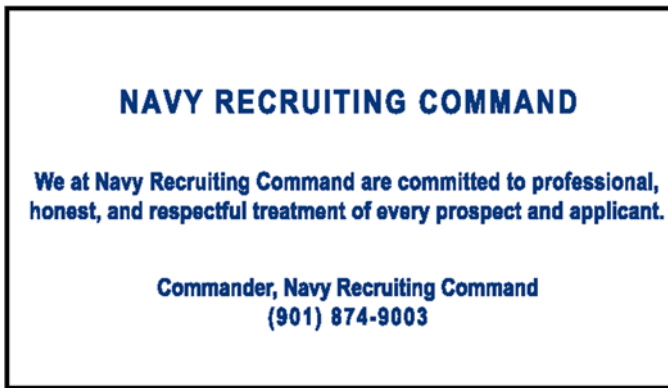 NAVY RECRUITING COMMAND
We at Navy Recruiting Command are committed to professional,
honest, and respectful treatment of every prospect and applicant.
Commander, Navy Recruiting Command
(901) 874-9003